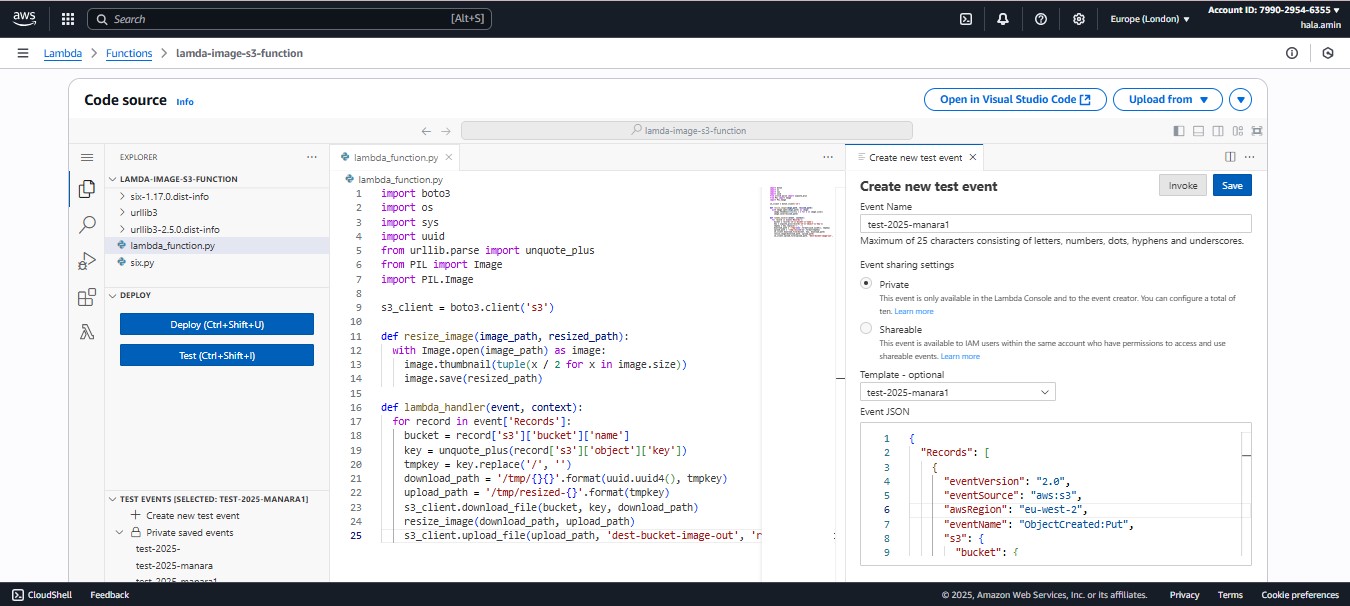 aws
Search [Alt+S]
Europe (London)
Account ID: 7990-2954-6355
hala.amin
Lambda
Functions
lamda-image-s3-function
Code source
Info
Open in Visual Studio Code
Upload from
lamda-image-s3-function
EXPLORER
LAMDA-IMAGE-S3-FUNCTION
six-1.17.0.dist-info
urllib3
urllib3-2.5.0.dist-info
lambda_function.py
six.py
DEPLOY
Deploy (Ctrl+Shift+U)
Test (Ctrl+Shift+I)
TEST EVENTS [SELECTED: TEST-2025-MANARA1]
Create new test event
Private saved events
test-2025-
test-2025-manara
test-2025-manara1
lambda_function.py
lambda_function.py
1 import boto3
2 import os
3 import sys
4 import uuid
5 from urllib.parse import unquote_plus
6 from PIL import Image
7 import PIL.Image
8
9 s3_client = boto3.client('s3')
10
11 def resize_image(image_path, resized_path):
12 with Image.open(image_path) as image:
13 image.thumbnail(tuple(x / 2 for x in image.size))
14 image.save(resized_path)
15
16 def lambda_handler(event, context):
17 for record in event['Records']:
18 bucket = record['s3']['bucket']['name']
19 key = unquote_plus(record['s3']['object']['key'])
20 tmpkey = key.replace('/', '')
21 download_path = '/tmp/{}{}'.format(uuid.uuid4(), tmpkey)
22 upload_path = '/tmp/resized-{}'.format(tmpkey)
23 s3_client.download_file(bucket, key, download_path)
24 resize_image(download_path, upload_path)
25 s3_client.upload_file(upload_path, 'dest-bucket-image-out', 'r
Create new test event
Create new test event
Invoke
Save
Event Name
test-2025-manara1
Maximum of 25 characters consisting of letters, numbers, dots, hyphens and underscores.
Event sharing settings
Private
This event is only available in the Lambda Console and to the event creator. You can configure a total of
ten. Learn more
Shareable
This event is available to IAM users within the same account who have permissions to access and use
shareable events. Learn more
Template - optional
test-2025-manara1
Event JSON
1 {
2 "Records": [
3 {
4 "eventVersion": "2.0",
5 "eventSource": "aws:s3",
6 "awsRegion": "eu-west-2",
7 "eventName": "ObjectCreated:Put",
8 "s3": {
9 "bucket": {
CloudShell
Feedback
© 2025, Amazon Web Services, Inc. or its affiliates.
Privacy
Terms
Cookie preferences